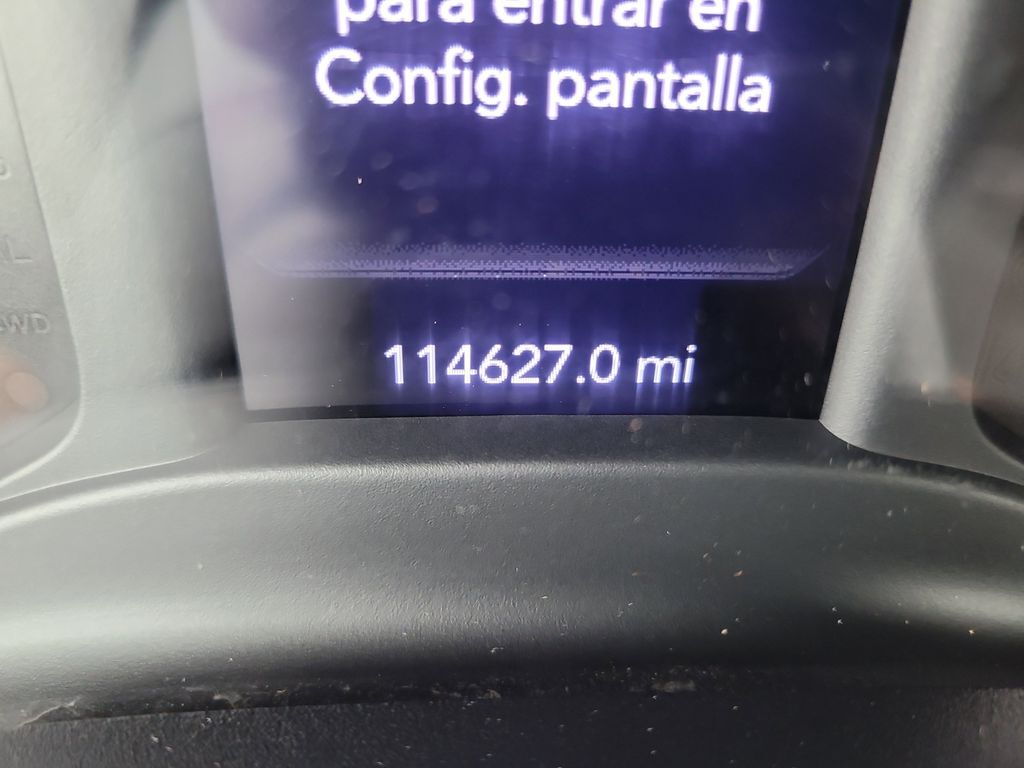 para entrar en
Config. pantalla
114627.0 mi